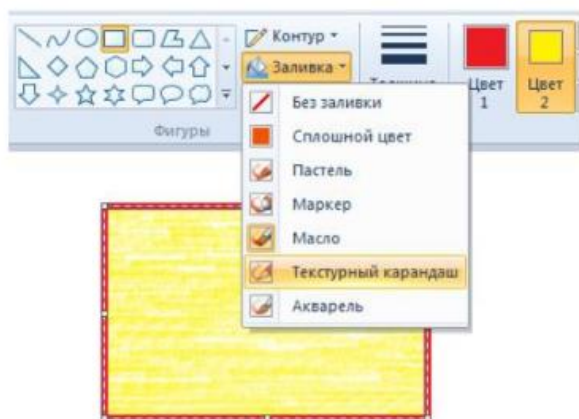 Контур
Заливка
Цвет
1
Цвет
2
Фигуры
Без заливки
Сплошной цвет
Пастель
Маркер
Масло
Текстурный карандаш
Акварель